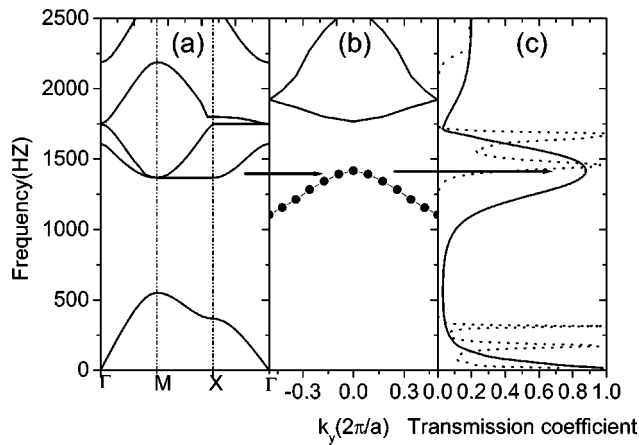 (a) (b) (c)
Frequency(HZ)
2500
2000
1500
1000
500
0
Γ M X Γ
-0.3 0.0 0.3
0.0 0.2 0.4 0.6 0.8 1.0
k_y(2π/a) Transmission coefficient